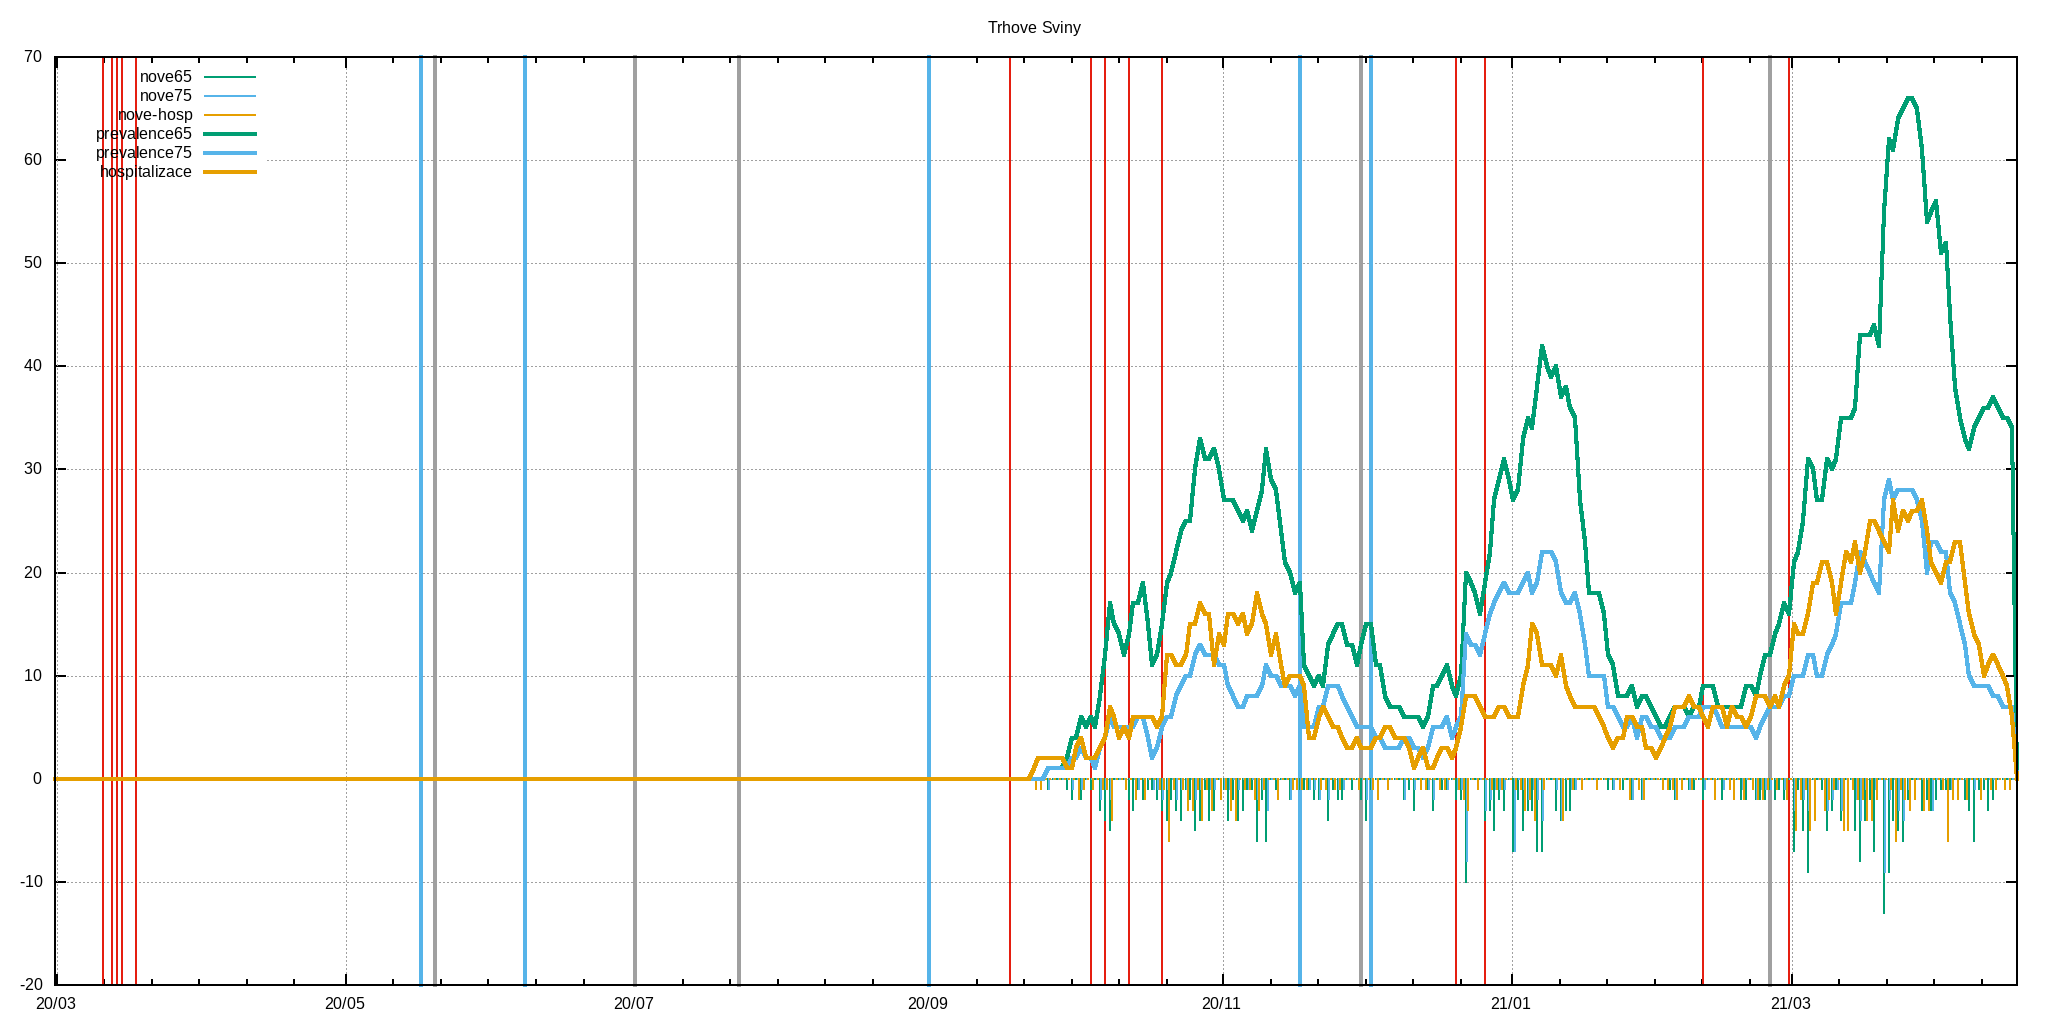 Trhove Sviny
70
60
50
40
30
20
10
0
-10
-20
nove65
nove75
nove-hosp
prevalence65
prevalence75
hospitalizace
20/03 20/05 20/07 20/09 20/11 21/01 21/03